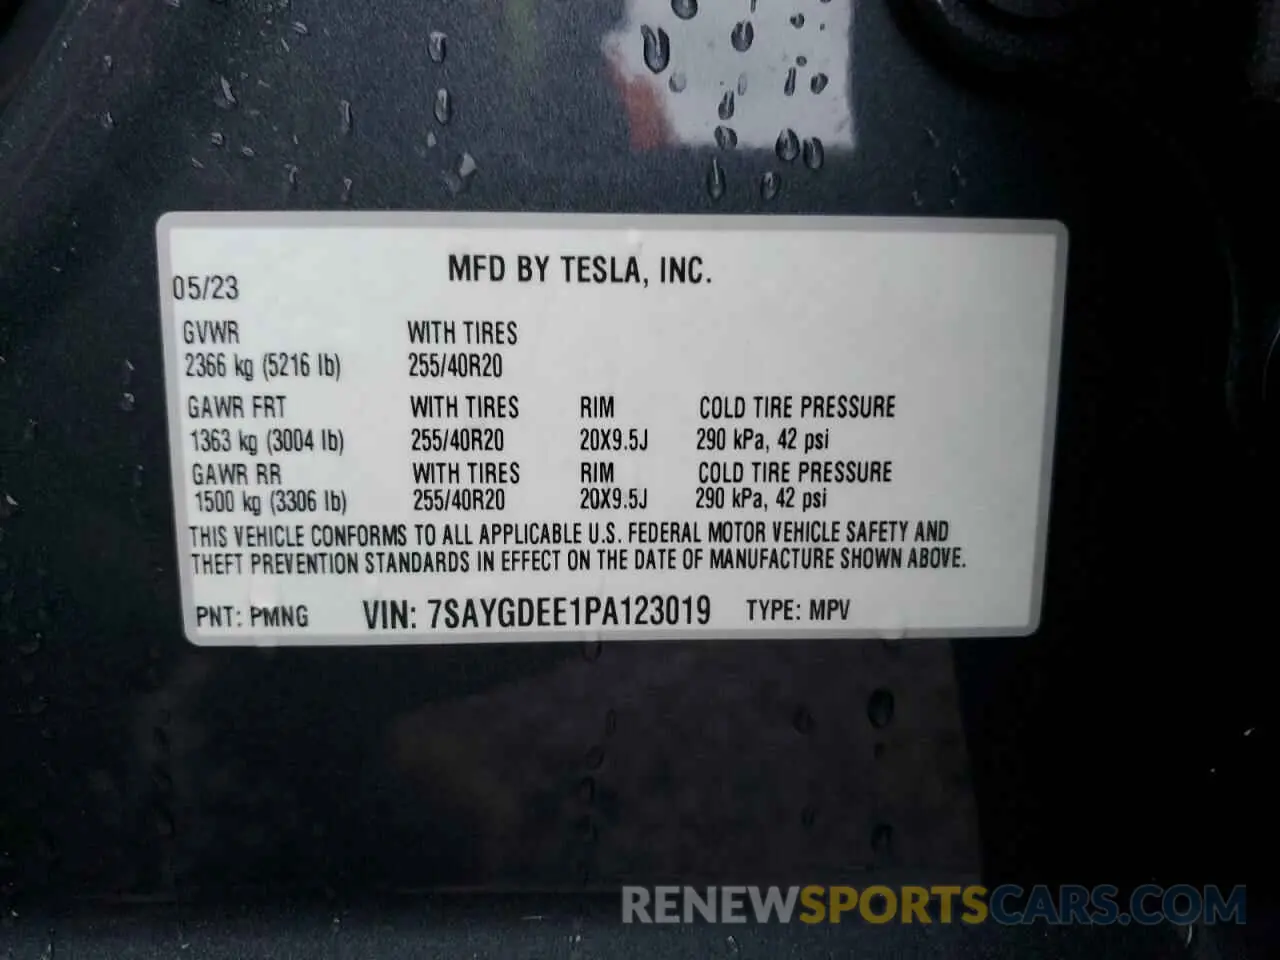 MFD BY TESLA, INC.
05/23
GVWR WITH TIRES
2366 kg (5216 lb) 255/40R20
GAWR FRT WITH TIRES RIM COLD TIRE PRESSURE
1363 kg (3004 lb) 255/40R20 20X9.5J 290 kPa, 42 psi
GAWR RR WITH TIRES RIM COLD TIRE PRESSURE
1500 kg (3306 lb) 255/40R20 20X9.5J 290 kPa, 42 psi
THIS VEHICLE CONFORMS TO ALL APPLICABLE U.S. FEDERAL MOTOR VEHICLE SAFETY AND
THEFT PREVENTION STANDARDS IN EFFECT ON THE DATE OF MANUFACTURE SHOWN ABOVE.
PNT: PMNG VIN: 7SAYGDEE1PA123019 TYPE: MPV
RENEWSPORTSCARS.COM